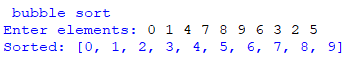 bubble sort
Enter elements: 0 1 4 7 8 9 6 3 2 5
Sorted: [0, 1, 2, 3, 4, 5, 6, 7, 8, 9]